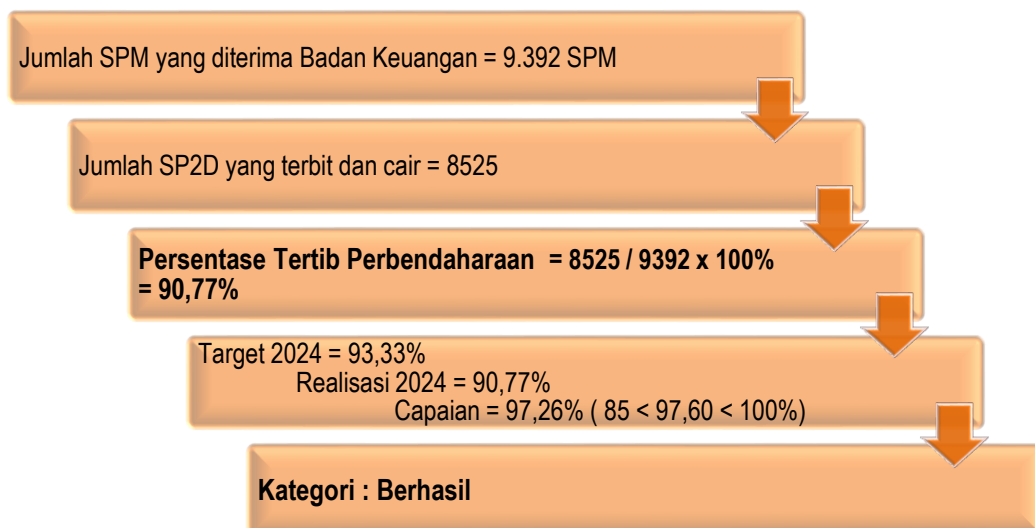 Jumlah SPM yang diterima Badan Keuangan = 9.392 SPM
Jumlah SP2D yang terbit dan cair = 8525
Persentase Tertib Perbendaharaan = 8525 / 9392 x 100%
= 90,77%
Target 2024 = 93,33%
Realisasi 2024 = 90,77%
Capaian = 97,26% ( 85 < 97,60 < 100%)
Kategori : Berhasil